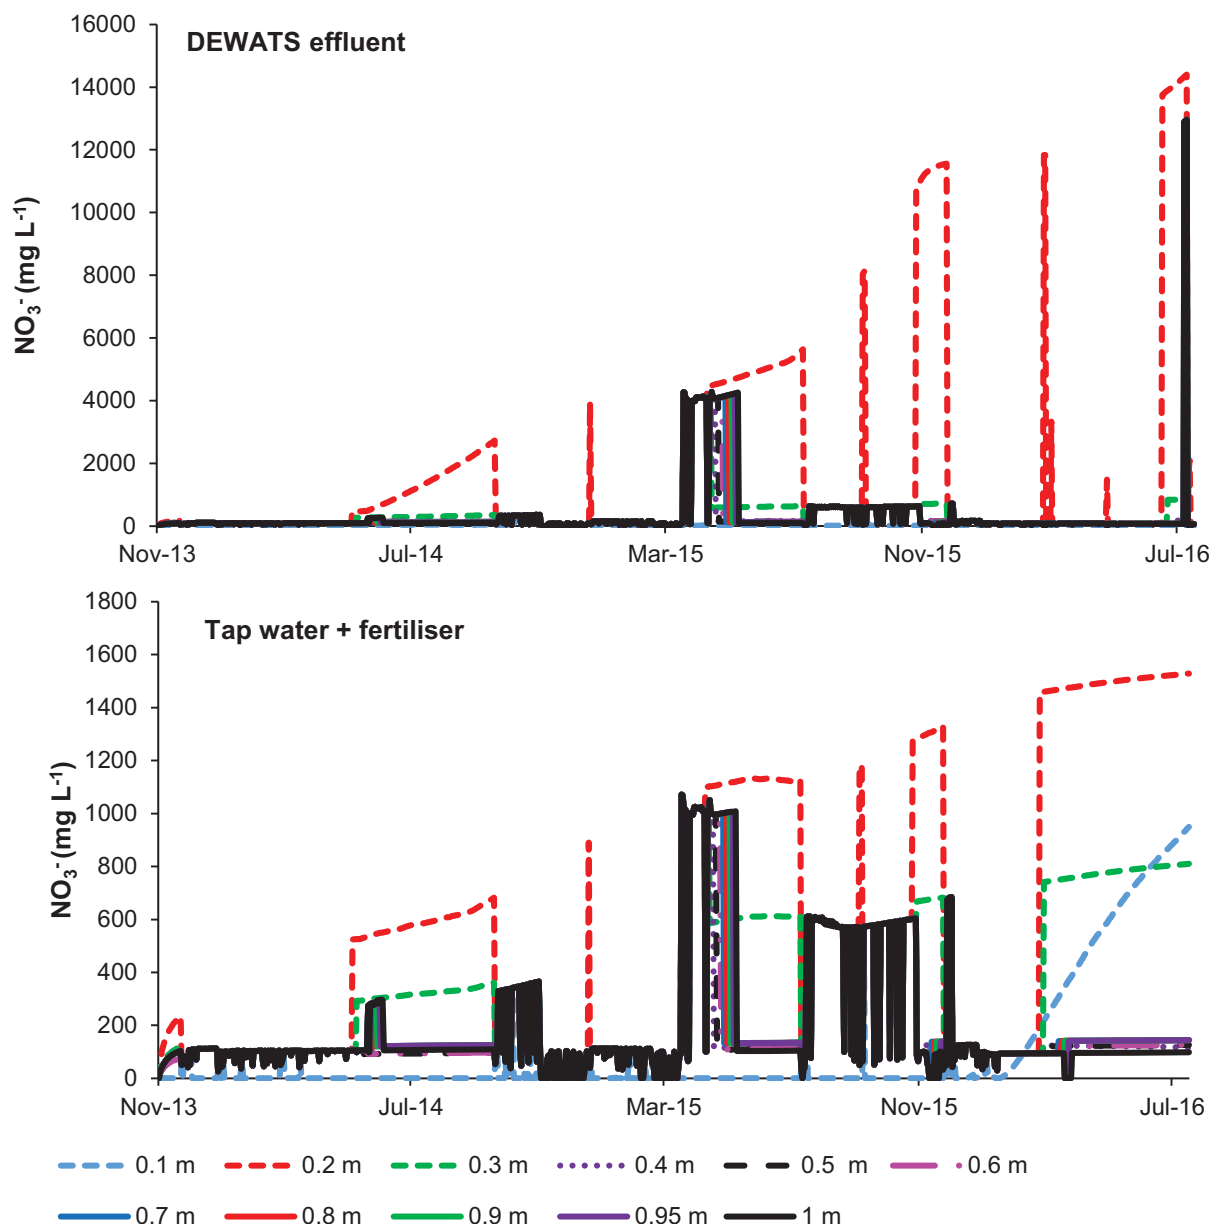 DEWATS effluent
NO3- (mg L-1)
16000
14000
12000
10000
8000
6000
4000
2000
0
Nov-13 Jul-14 Mar-15 Nov-15 Jul-16
Tap water + fertiliser
NO3- (mg L-1)
1800
1600
1400
1200
1000
800
600
400
200
0
Nov-13 Jul-14 Mar-15 Nov-15 Jul-16
0.1 m 0.2 m 0.3 m 0.4 m 0.5 m 0.6 m
0.7 m 0.8 m 0.9 m 0.95 m 1 m